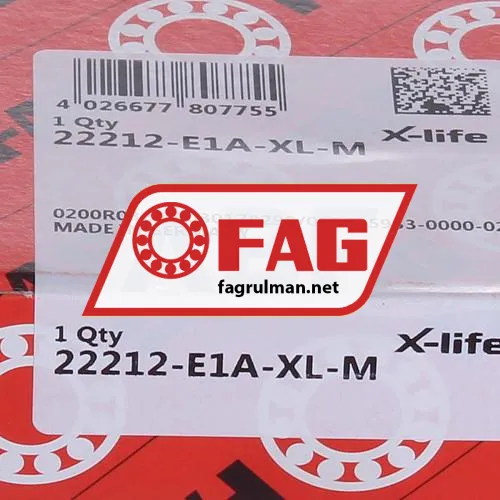 4 026677 807755
1 Qty
22212-E1A-XL-M
X-life
MADE
FAG
fagrulman.net
1 Qty
22212-E1A-XL-M
X-life